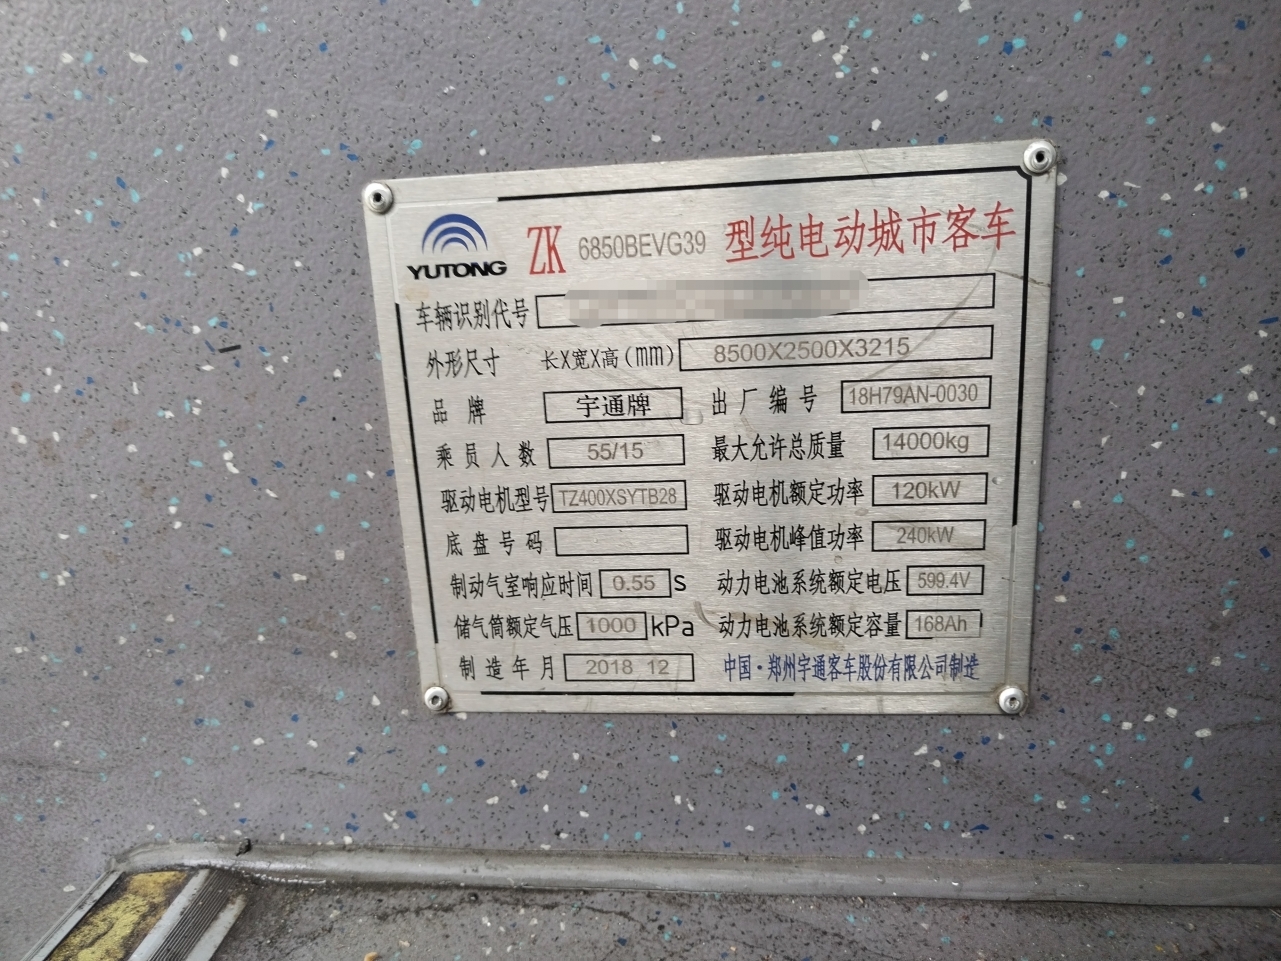 YUTONG ZK 6850BEVG39 型纯电动城市客车
车辆识别代号
外形尺寸 长X宽X高(mm) 8500X2500X3215
品牌 宇通牌 出厂编号 18H79AN-0030
乘员人数 55/15 最大允许总质量 14000kg
驱动电机型号 TZ400XSYTB28 驱动电机额定功率 120kW
底盘号码 驱动电机峰值功率 240kW
制动气室响应时间 0.55 S 动力电池系统额定电压 599.4V
储气筒额定气压 1000 kPa 动力电池系统额定容量 168Ah
制造年月 2018 12 中国·郑州宇通客车股份有限公司制造